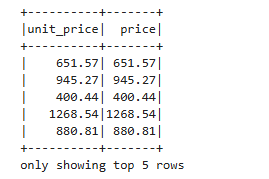 +----------+-------+
|unit_price|  price|
+----------+-------+
|    651.57| 651.57|
|    945.27| 945.27|
|    400.44| 400.44|
|   1268.54|1268.54|
|    880.81| 880.81|
+----------+-------+
only showing top 5 rows